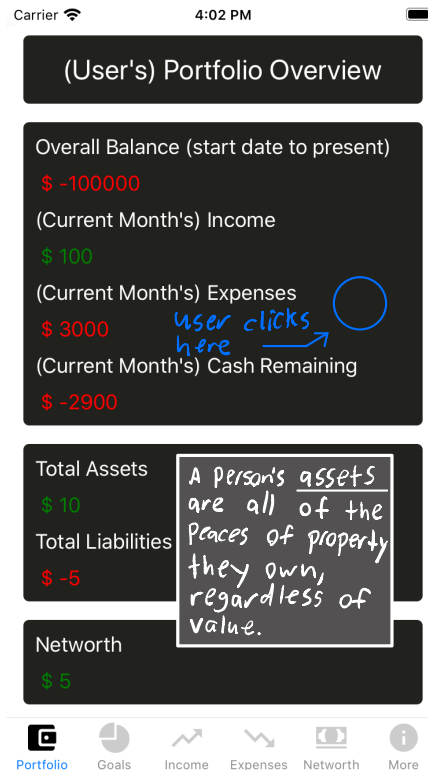 Carrier 4:02 PM
(User's) Portfolio Overview
Overall Balance (start date to present)
$ -100000
(Current Month's) Income
$ 100
(Current Month's) Expenses
$ 3000
user clicks
here
(Current Month's) Cash Remaining
$ -2900
Total Assets
$ 10
Total Liabilities
$ -5
A person's assets
are all of the
peaces of property
they own,
regardless of
value.
Networth
$ 5
Portfolio Goals Income Expenses Networth More